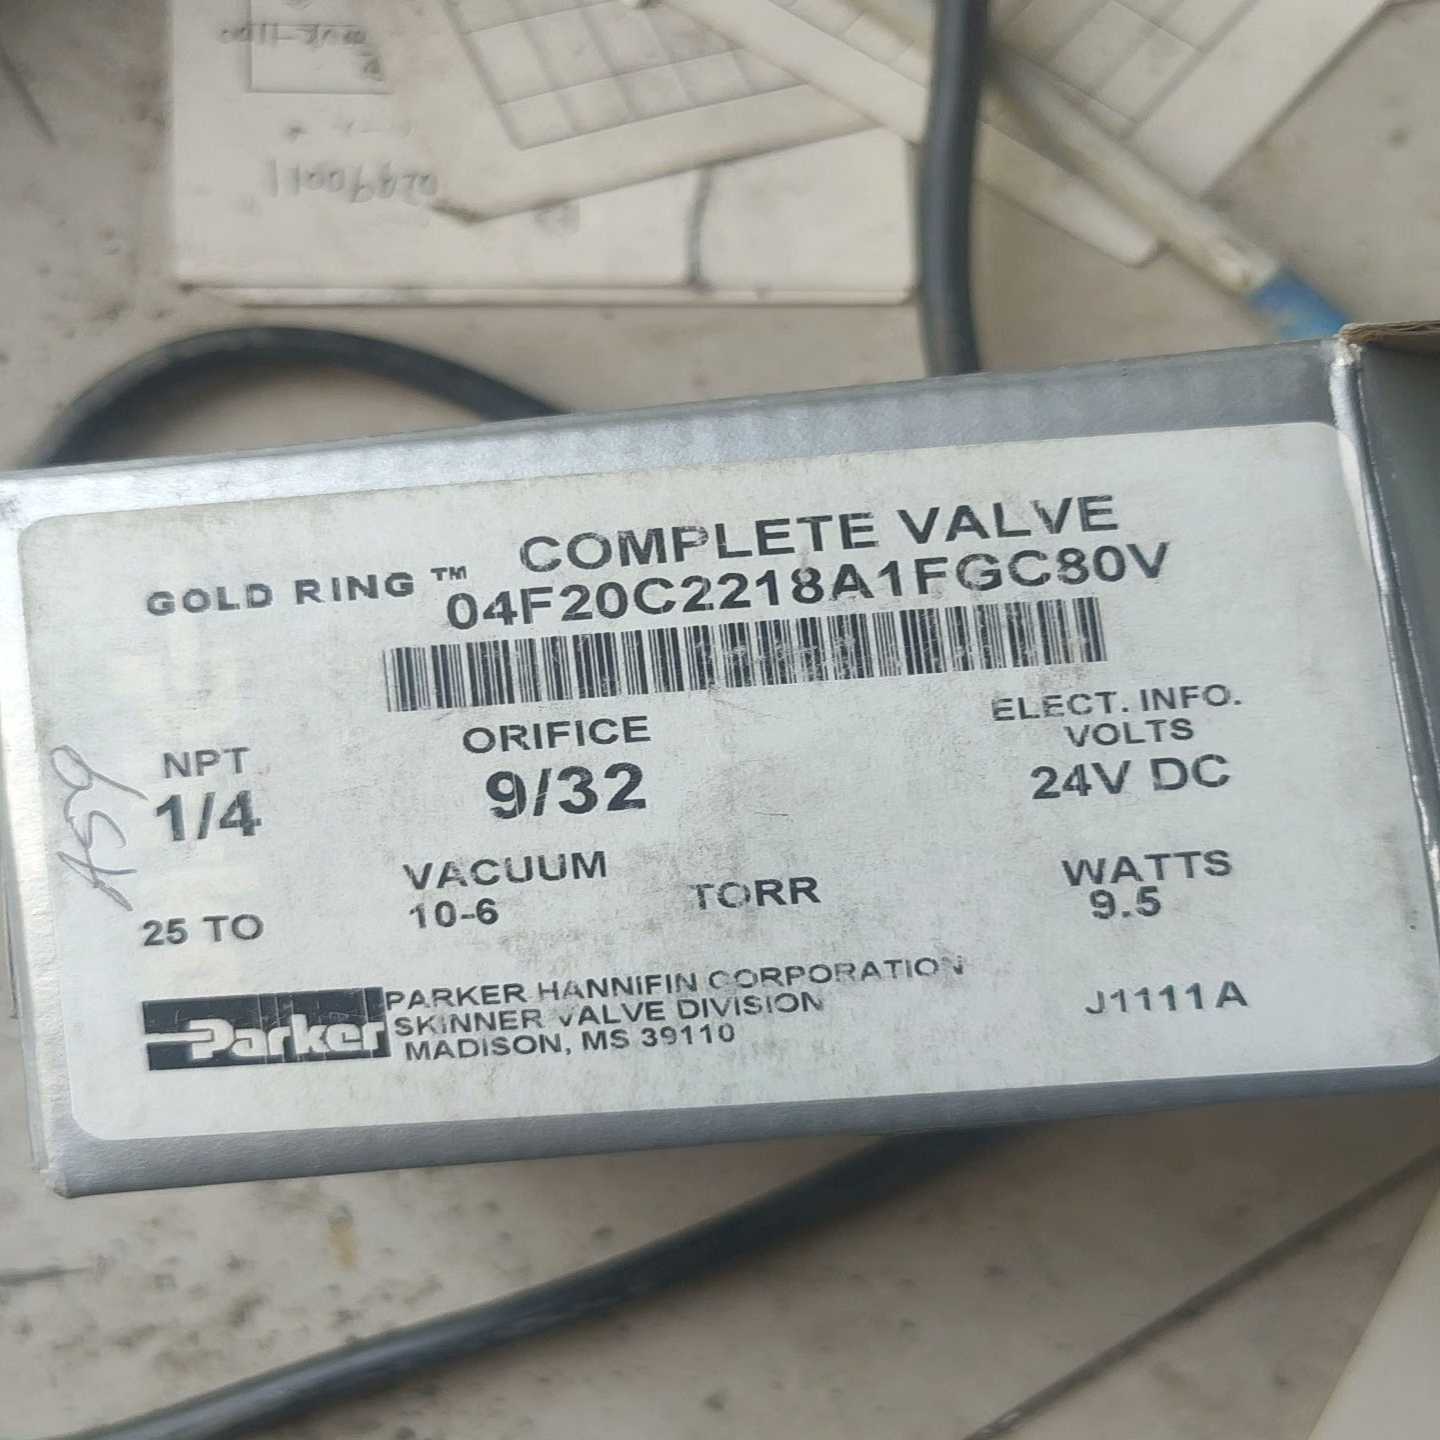 COMPLETE VALVE
GOLD RING ™ 04F20C2218A1FGC80V
NPT
1/4
ORIFICE
9/32
ELECT. INFO.
VOLTS
24V DC
25 TO
VACUUM
10-6
TORR
WATTS
9.5
Parker
PARKER HANNIFIN CORPORATION
SKINNER VALVE DIVISION
MADISON, MS 39110
J1111A